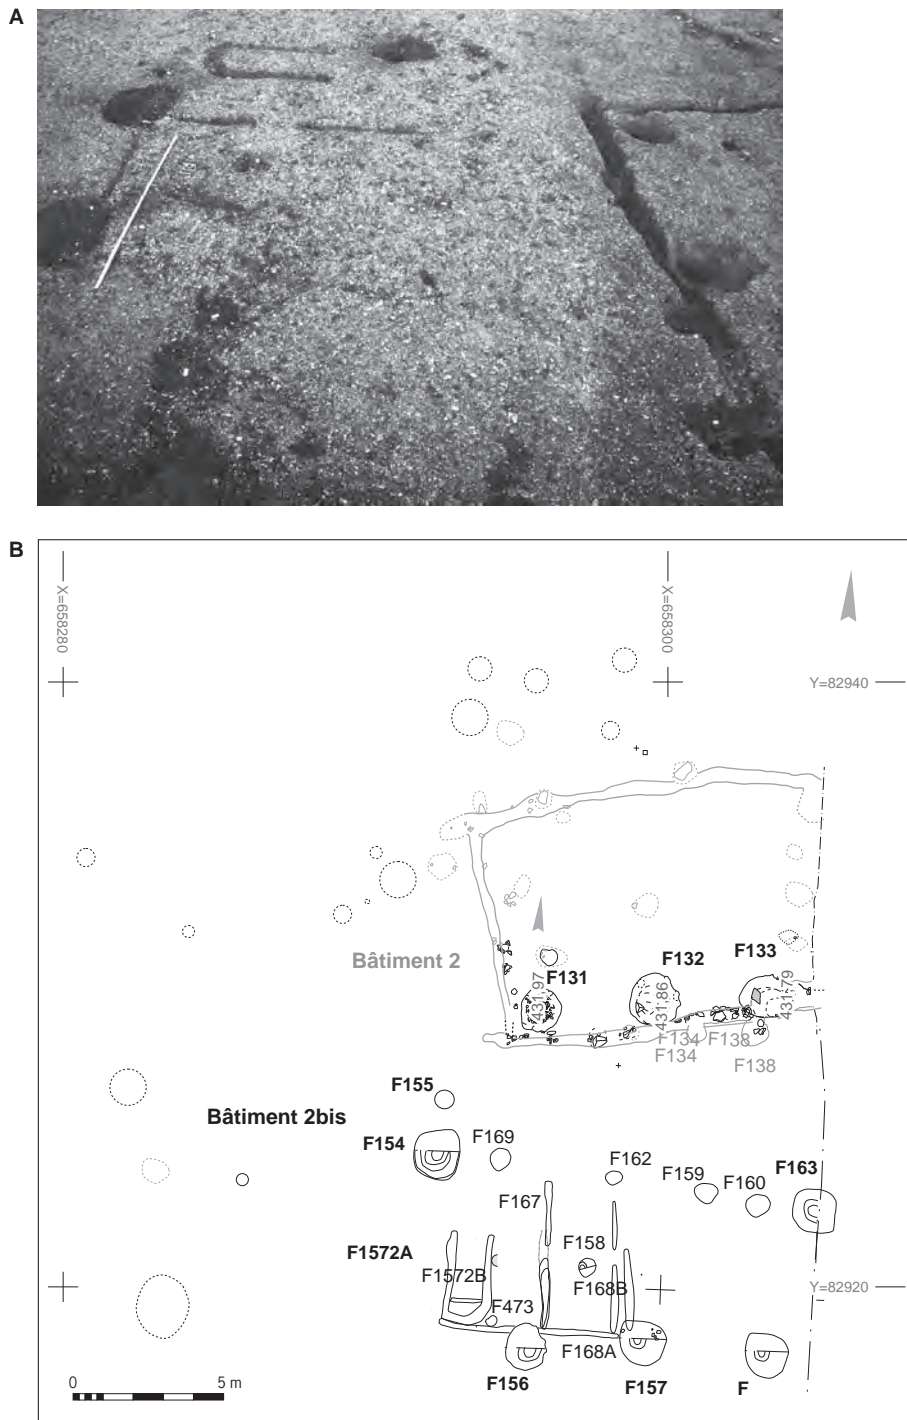 A
B
X=658280
X=658300
Y=82940
Bâtiment 2
F131
F132
F133
431.97
431.86
431.79
F134
F138
F134
F138
F155
Bâtiment 2bis
F154
F169
F162
F159
F160
F163
F167
F1572A
F158
F1572B
F168B
Y=82920
F473
F168A
F156
F157
F
0
5 m